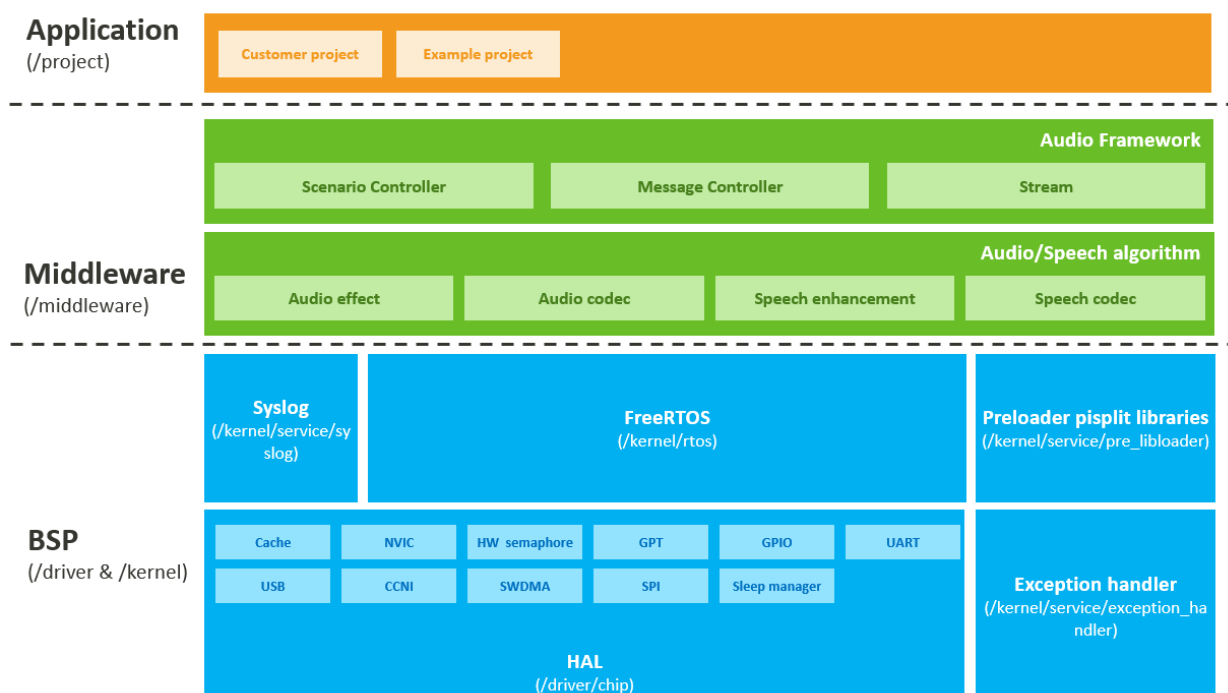 Application
(/project)
Customer project
Example project
Audio Framework
Scenario Controller
Message Controller
Stream
Middleware
(/middleware)
Audio/Speech algorithm
Audio effect
Audio codec
Speech enhancement
Speech codec
Syslog
(/kernel/service/sy
slog)
FreeRTOS
(/kernel/rtos)
Preloader pisplit libraries
(/kernel/service/pre_libloader)
BSP
(/driver & /kernel)
Cache
NVIC
HW semaphore
GPT
GPIO
UART
USB
CCNI
SWDMA
SPI
Sleep manager
HAL
(/driver/chip)
Exception handler
(/kernel/service/exception_ha
ndler)